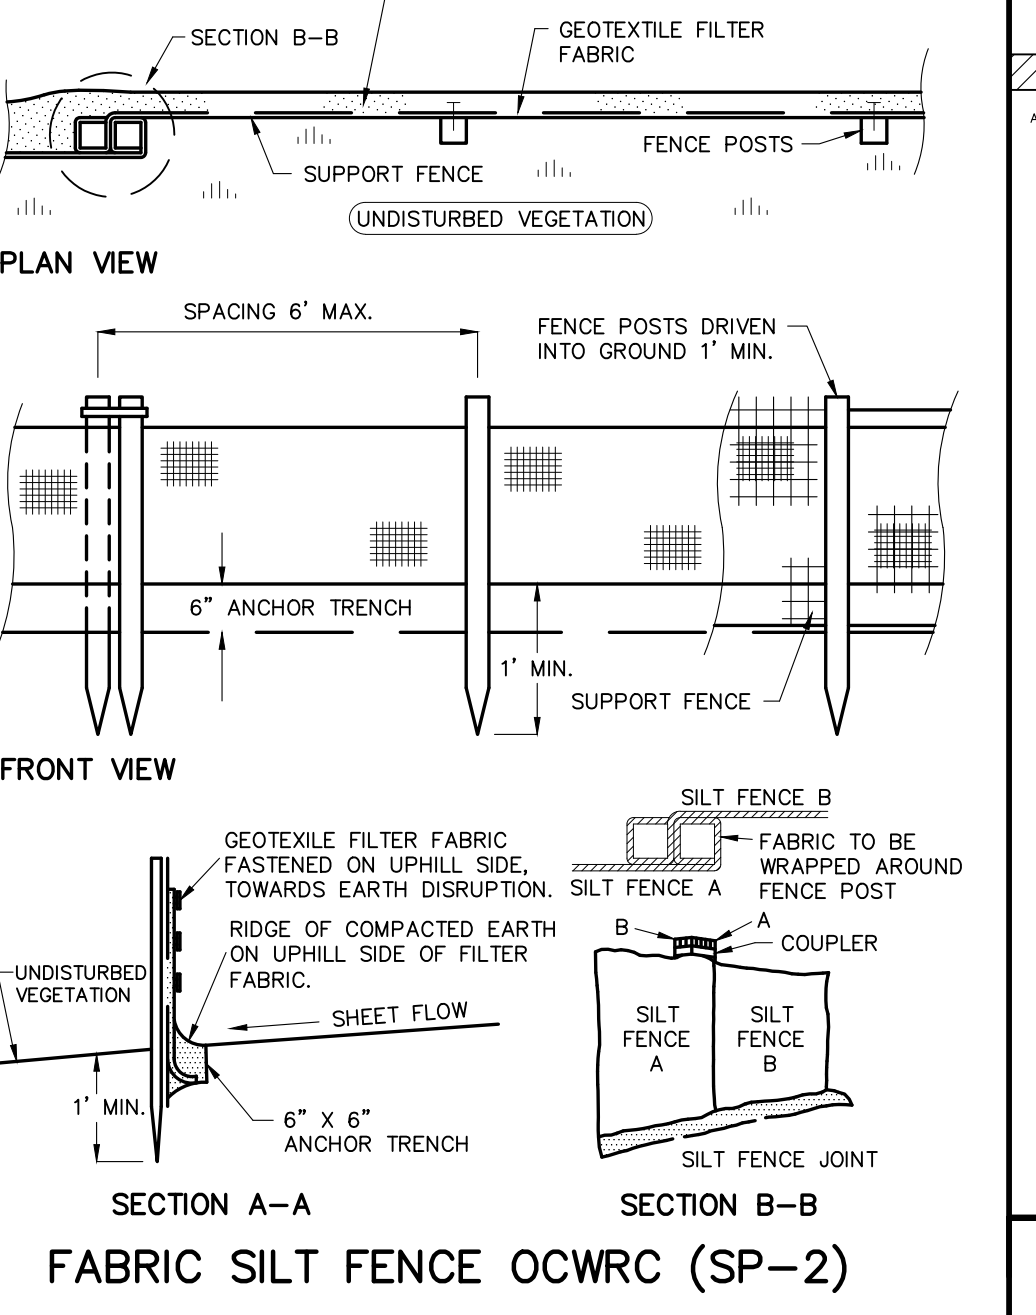 SECTION B-B
GEOTEXTILE FILTER
FABRIC
FENCE POSTS
SUPPORT FENCE
UNDISTURBED VEGETATION
PLAN VIEW
SPACING 6' MAX.
FENCE POSTS DRIVEN
INTO GROUND 1' MIN.
6" ANCHOR TRENCH
1' MIN.
SUPPORT FENCE
FRONT VIEW
GEOTEXILE FILTER FABRIC
FASTENED ON UPHILL SIDE,
TOWARDS EARTH DISRUPTION.
RIDGE OF COMPACTED EARTH
ON UPHILL SIDE OF FILTER
FABRIC.
UNDISTURBED
VEGETATION
SHEET FLOW
1' MIN.
6" X 6"
ANCHOR TRENCH
SECTION A-A
SILT FENCE B
FABRIC TO BE
WRAPPED AROUND
FENCE POST
SILT FENCE A
B
A
COUPLER
SILT
FENCE
A
SILT
FENCE
B
SILT FENCE JOINT
SECTION B-B
FABRIC SILT FENCE OCWRC (SP-2)